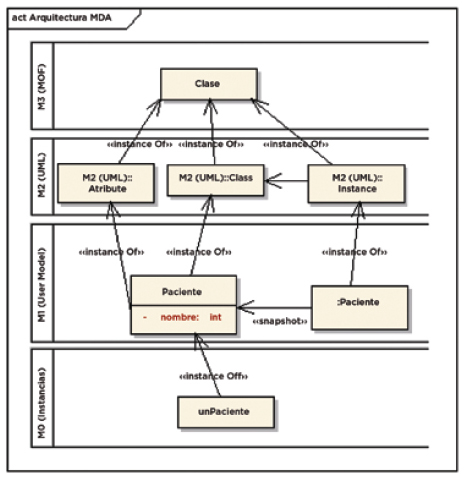 act Arquitectura MDA
M3 (MOF)
Clase
«instance Of» «instance Of» «instance Of»
M2 (UML)
M2 (UML)::
Atribute
M2 (UML)::Class
M2 (UML)::
Instance
«instance Of» «instance Of» «instance Of»
M1 (User Model)
Paciente
- nombre: int
:Paciente
«snapshot»
M0 (Instancias)
«instance Off»
unPaciente